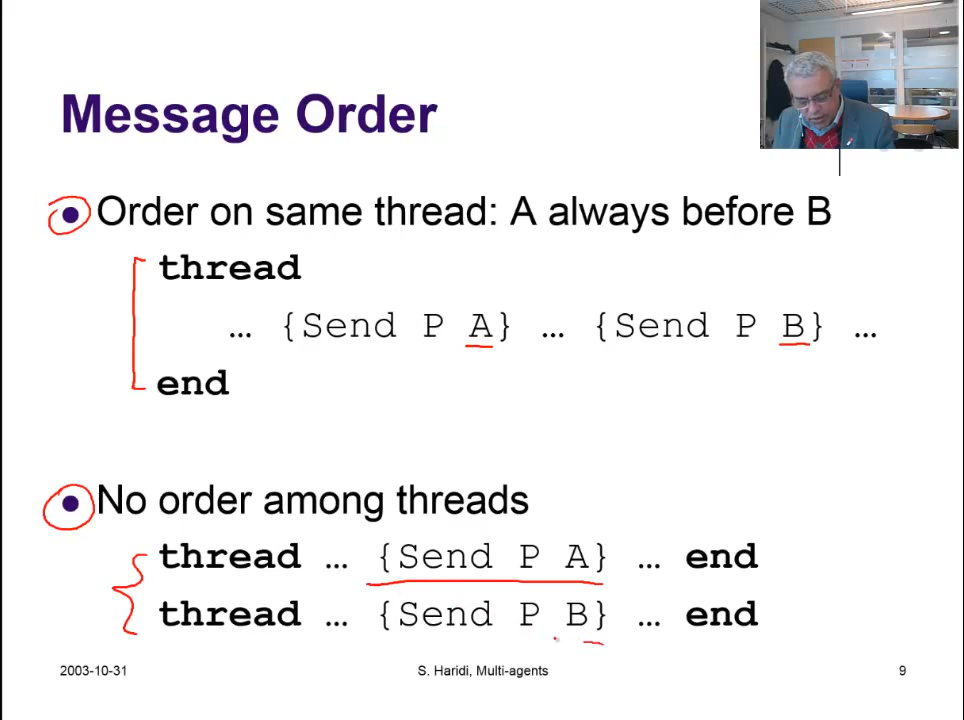 Message Order
● Order on same thread: A always before B
thread
… {Send P A} … {Send P B} …
end
● No order among threads
thread … {Send P A} … end
thread … {Send P B} … end
2003-10-31 S. Haridi, Multi-agents 9